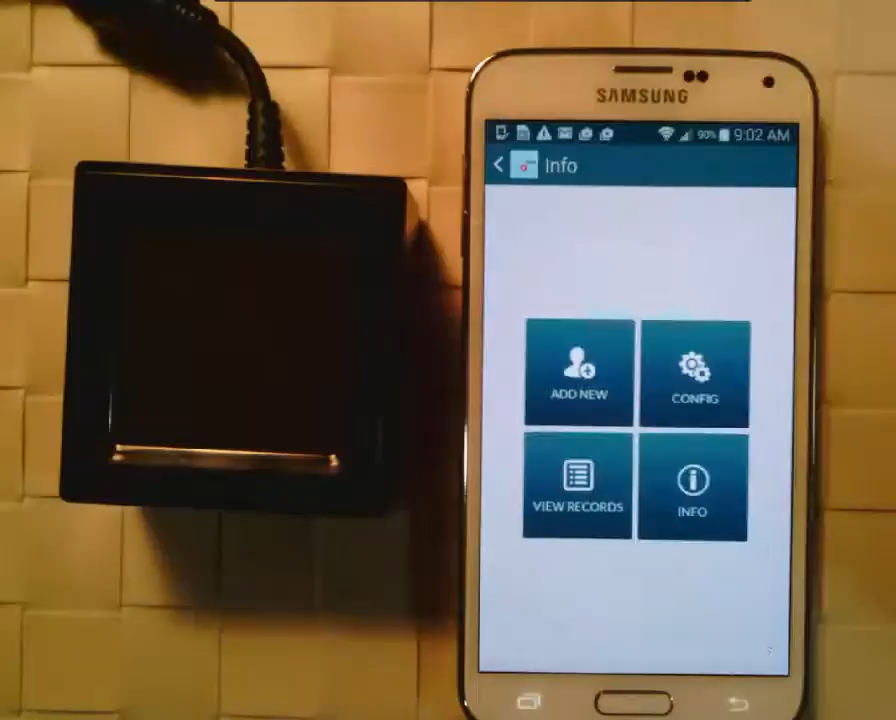 SAMSUNG
90% 9:02 AM
Info
ADD NEW
CONFIG
VIEW RECORDS
INFO